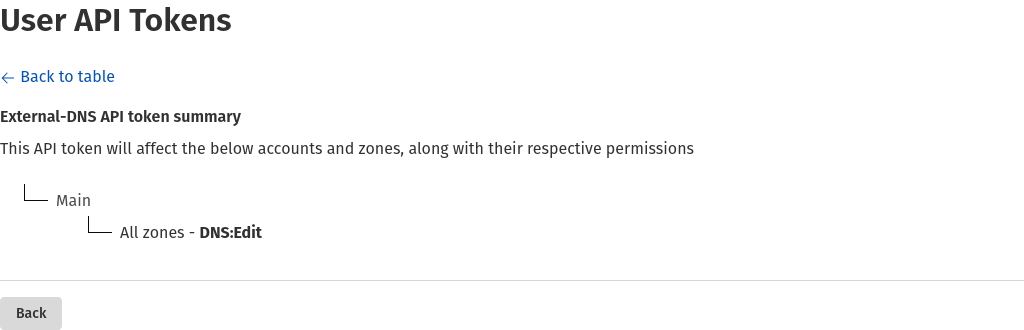 User API Tokens
← Back to table
External-DNS API token summary
This API token will affect the below accounts and zones, along with their respective permissions
Main
All zones - DNS:Edit
Back